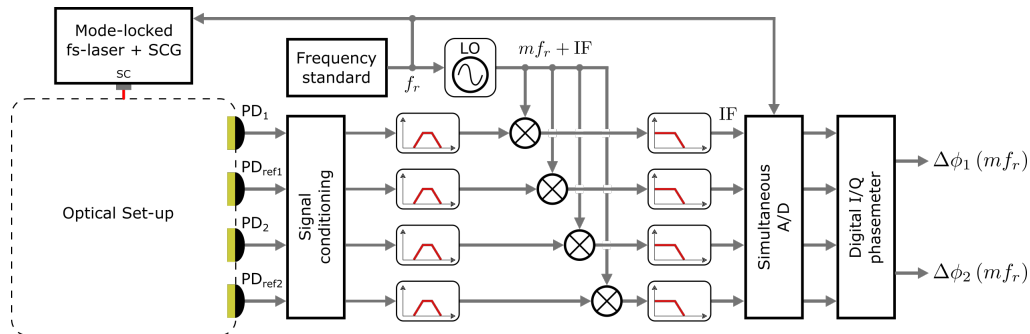 Mode-locked
fs-laser + SCG
SC
Frequency
standard
f_r
LO
mf_r + IF
PD_1
PD_ref1
PD_2
PD_ref2
Optical Set-up
Signal
conditioning
IF
Simultaneous
A/D
Digital I/Q
phasemeter
Δϕ_1 (mf_r)
Δϕ_2 (mf_r)